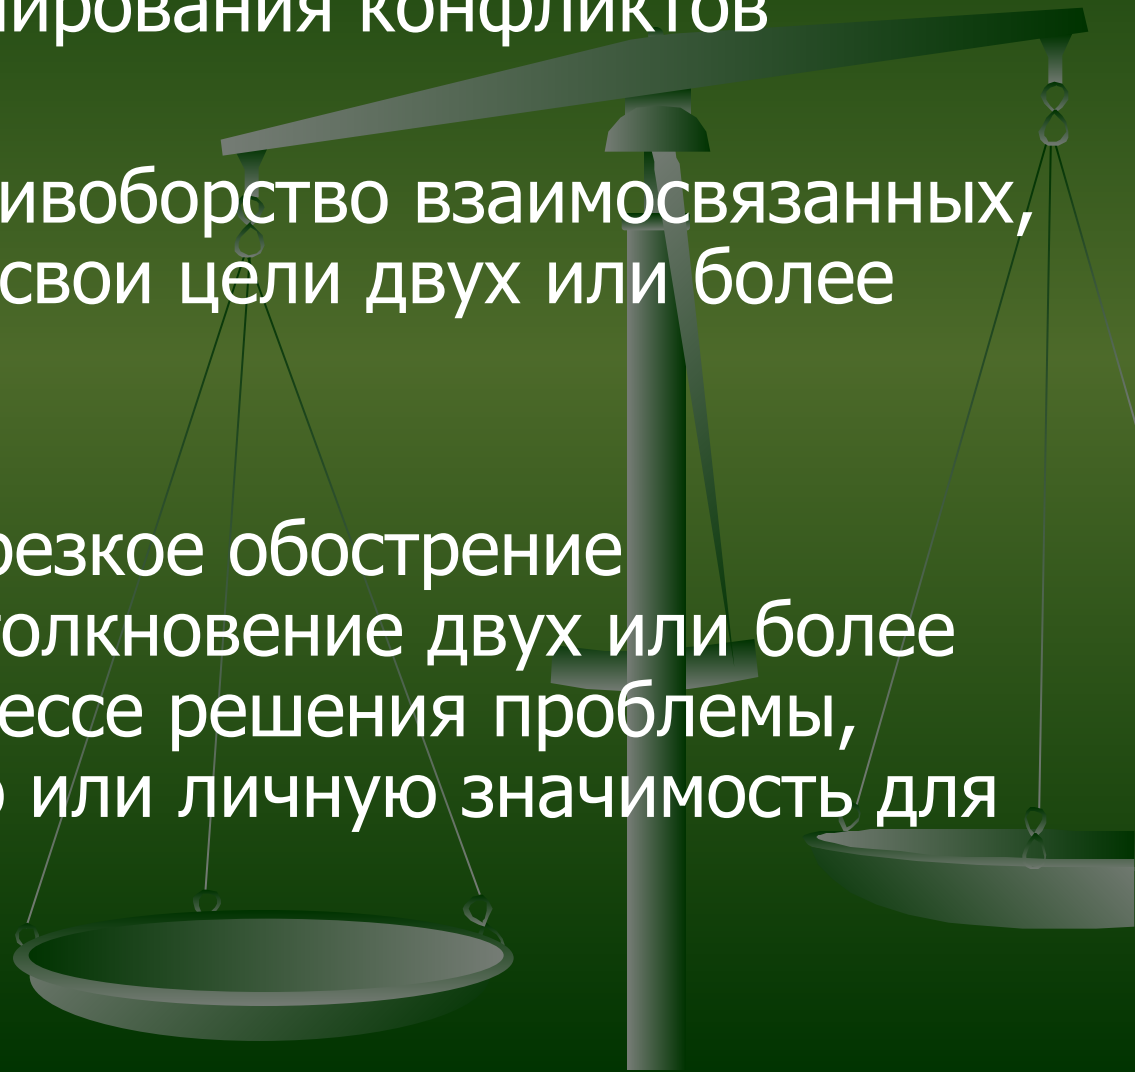 ирования конфликтов
ивоборство взаимосвязанных,
свои цели двух или более
резкое обострение
олкновение двух или более
ессе решения проблемы,
или личную значимость для